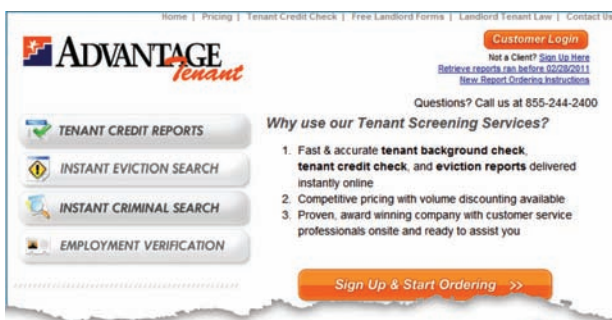 Home | Pricing | Tenant Credit Check | Free Landlord Forms | Landlord Tenant Law | Contact Us
ADVANTAGE
Tenant
Customer Login
Not a Client? Sign Up Here
Retrieve reports ran before 02/28/2011
New Report Ordering Instructions
Questions? Call us at 855-244-2400
TENANT CREDIT REPORTS
INSTANT EVICTION SEARCH
INSTANT CRIMINAL SEARCH
EMPLOYMENT VERIFICATION
Why use our Tenant Screening Services?
1. Fast & accurate tenant background check,
tenant credit check, and eviction reports delivered
instantly online
2. Competitive pricing with volume discounting available
3. Proven, award winning company with customer service
professionals onsite and ready to assist you
Sign Up & Start Ordering >>